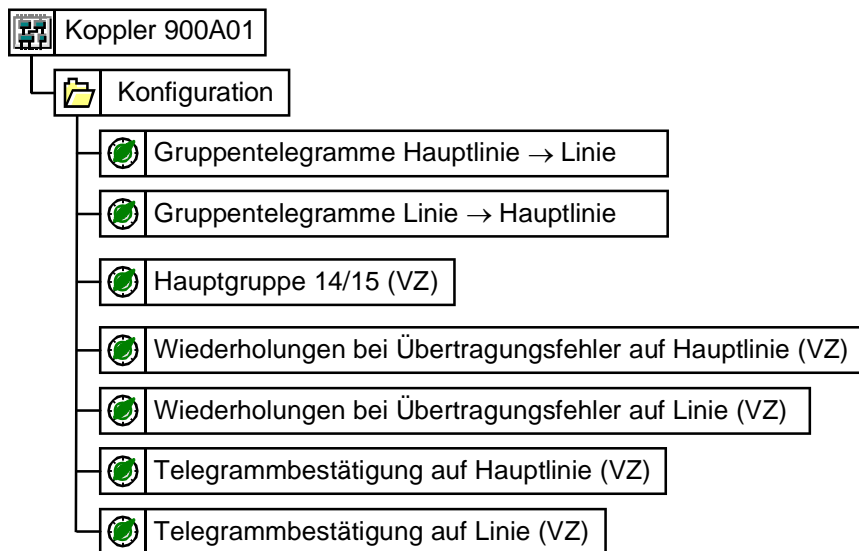 Koppler 900A01
Konfiguration
Gruppentelegramme Hauptlinie → Linie
Gruppentelegramme Linie → Hauptlinie
Hauptgruppe 14/15 (VZ)
Wiederholungen bei Übertragungsfehler auf Hauptlinie (VZ)
Wiederholungen bei Übertragungsfehler auf Linie (VZ)
Telegrammbestätigung auf Hauptlinie (VZ)
Telegrammbestätigung auf Linie (VZ)